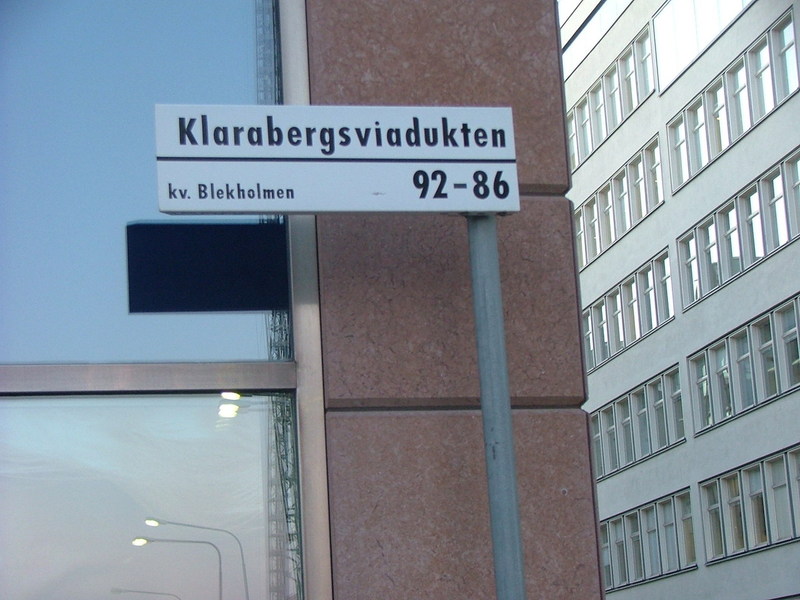 Klarabergsviadukten
kv. Blekholmen 92-86